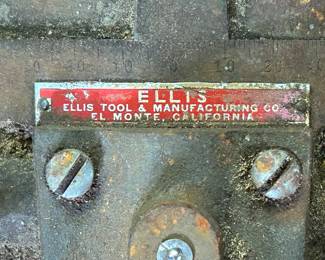 ELLIS
ELLIS TOOL & MANUFACTURING CO.
EL MONTE, CALIFORNIA